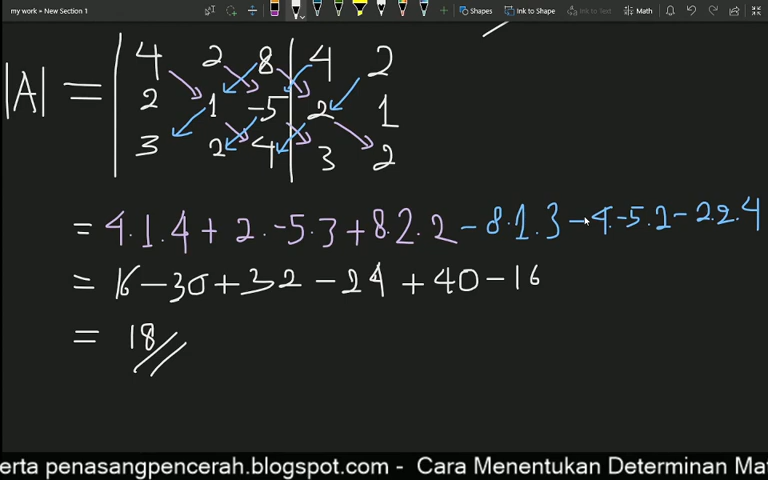 my work » New Section 1
Shapes
Ink to Shape
Ink to Text
Math
|A| = | 4 2 8 | 4 2
2 1 -5 | 2 1
3 2 4 | 3 2
= 4.1.4 + 2.-5.3 + 8.2.2 - 8.1.3 - 4.-5.2 - 2.2.4
= 16 - 30 + 32 - 24 + 40 - 16
= 18
erta penasangpencerah.blogspot.com - Cara Menentukan Determinan Mat